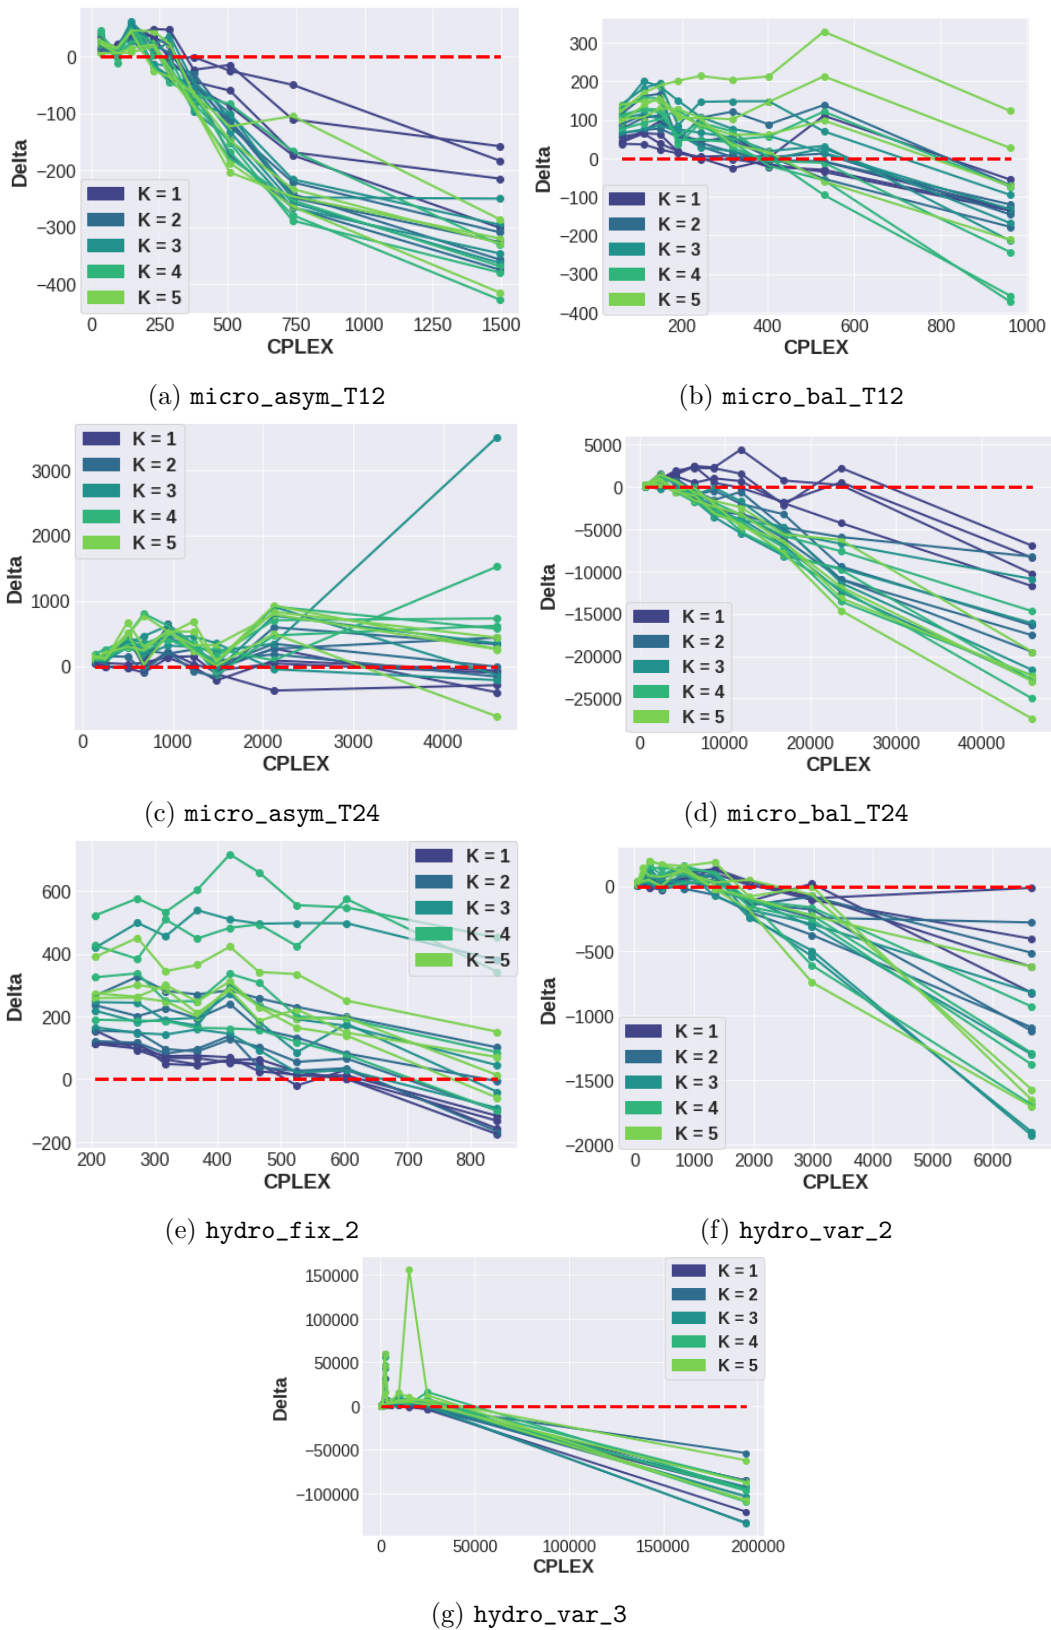 0
−100
−200
−300
−400
Delta
K = 1
K = 2
K = 3
K = 4
K = 5
0 250 500 750 1000 1250 1500
CPLEX
(a) micro_asym_T12
300
200
100
0
−100
−200
−300
−400
Delta
K = 1
K = 2
K = 3
K = 4
K = 5
200 400 600 800 1000
CPLEX
(b) micro_bal_T12
3000
2000
1000
0
Delta
K = 1
K = 2
K = 3
K = 4
K = 5
0 1000 2000 3000 4000
CPLEX
(c) micro_asym_T24
5000
0
−5000
−10000
−15000
−20000
−25000
Delta
K = 1
K = 2
K = 3
K = 4
K = 5
0 10000 20000 30000 40000
CPLEX
(d) micro_bal_T24
600
400
200
0
−200
Delta
K = 1
K = 2
K = 3
K = 4
K = 5
200 300 400 500 600 700 800
CPLEX
(e) hydro_fix_2
0
−500
−1000
−1500
−2000
Delta
K = 1
K = 2
K = 3
K = 4
K = 5
0 1000 2000 3000 4000 5000 6000
CPLEX
(f) hydro_var_2
150000
100000
50000
0
−50000
−100000
Delta
K = 1
K = 2
K = 3
K = 4
K = 5
0 50000 100000 150000 200000
CPLEX
(g) hydro_var_3